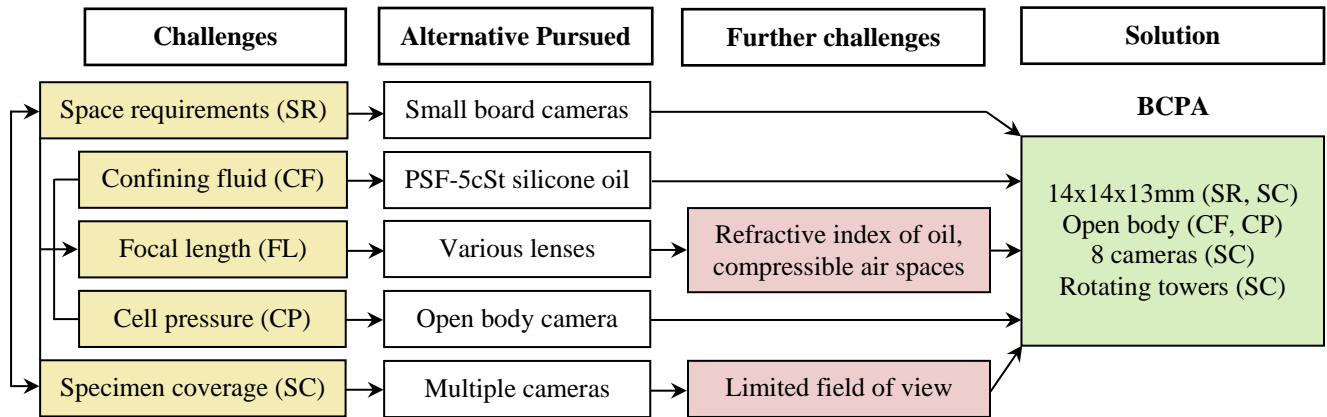 Challenges
Alternative Pursued
Further challenges
Solution
Space requirements (SR)
Small board cameras
BCPA
Confining fluid (CF)
PSF-5cSt silicone oil
Focal length (FL)
Various lenses
Refractive index of oil,
compressible air spaces
14x14x13mm (SR, SC)
Open body (CF, CP)
8 cameras (SC)
Rotating towers (SC)
Cell pressure (CP)
Open body camera
Specimen coverage (SC)
Multiple cameras
Limited field of view